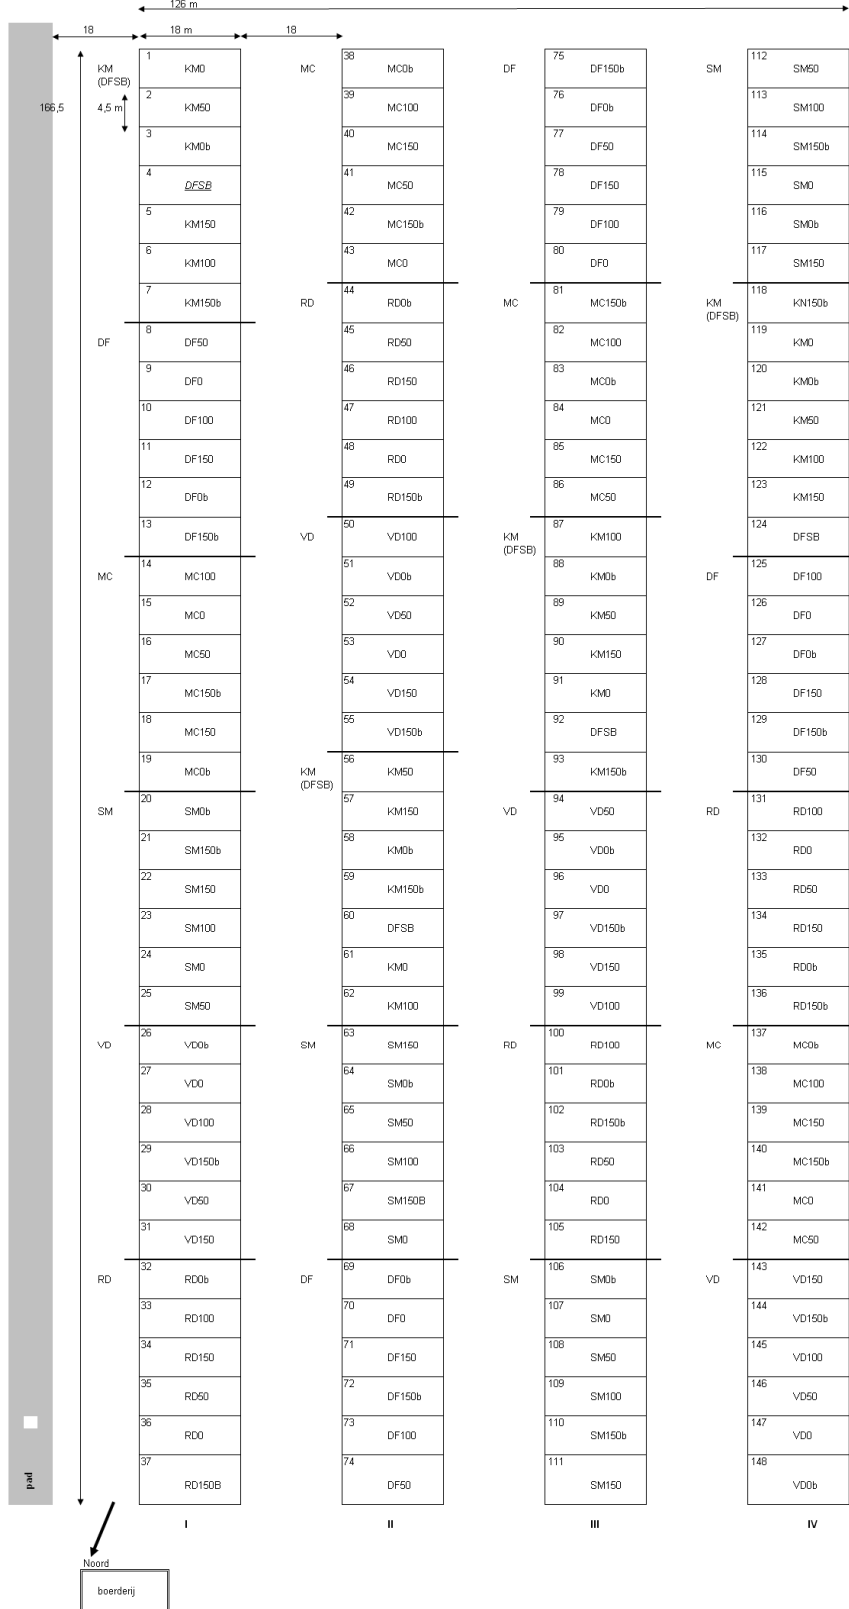 126 m
18
18 m
18
166,5
4,5 m
KM
(DFSB)
1 KM0
2 KM50
3 KM0b
4 DFSB
5 KM150
6 KM100
7 KM150b
DF
8 DF50
9 DF0
10 DF100
11 DF150
12 DF0b
13 DF150b
MC
14 MC100
15 MC0
16 MC50
17 MC150b
18 MC150
19 MC0b
SM
20 SM0b
21 SM150b
22 SM150
23 SM100
24 SM0
25 SM50
VD
26 VD0b
27 VD0
28 VD100
29 VD150b
30 VD50
31 VD150
RD
32 RD0b
33 RD100
34 RD150
35 RD50
36 RD0
37 RD150B
I
MC
38 MC0b
39 MC100
40 MC150
41 MC50
42 MC150b
43 MC0
RD
44 RD0b
45 RD50
46 RD150
47 RD100
48 RD0
49 RD150b
VD
50 VD100
51 VD0b
52 VD50
53 VD0
54 VD150
55 VD150b
KM
(DFSB)
56 KM50
57 KM150
58 KM0b
59 KM150b
60 DFSB
61 KM0
62 KM100
SM
63 SM150
64 SM0b
65 SM50
66 SM100
67 SM150B
68 SM0
DF
69 DF0b
70 DF0
71 DF150
72 DF150b
73 DF100
74 DF50
II
DF
75 DF150b
76 DF0b
77 DF50
78 DF150
79 DF100
80 DF0
MC
81 MC150b
82 MC100
83 MC0b
84 MC0
85 MC150
86 MC50
KM
(DFSB)
87 KM100
88 KM0b
89 KM50
90 KM150
91 KM0
92 DFSB
93 KM150b
VD
94 VD50
95 VD0b
96 VD0
97 VD150b
98 VD150
99 VD100
RD
100 RD100
101 RD0b
102 RD150b
103 RD50
104 RD0
105 RD150
SM
106 SM0b
107 SM0
108 SM50
109 SM100
110 SM150b
111 SM150
III
SM
112 SM50
113 SM100
114 SM150b
115 SM0
116 SM0b
117 SM150
KM
(DFSB)
118 KN150b
119 KM0
120 KM0b
121 KM50
122 KM100
123 KM150
124 DFSB
DF
125 DF100
126 DF0
127 DF0b
128 DF150
129 DF150b
130 DF50
RD
131 RD100
132 RD0
133 RD50
134 RD150
135 RD0b
136 RD150b
MC
137 MC0b
138 MC100
139 MC150
140 MC150b
141 MC0
142 MC50
VD
143 VD150
144 VD150b
145 VD100
146 VD50
147 VD0
148 VD0b
IV
pad
Noord
boerderij